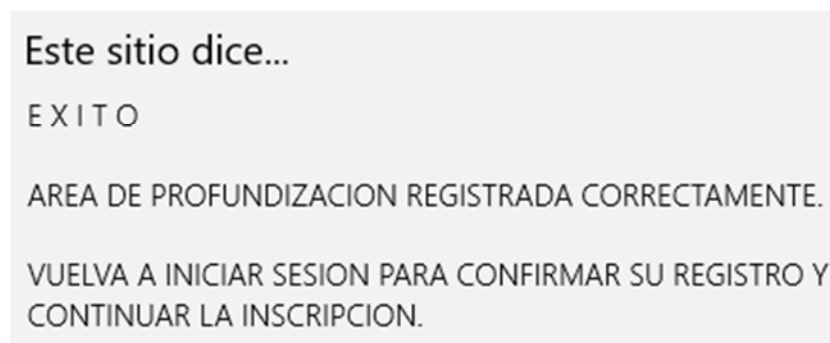 Este sitio dice...
E X I T O
AREA DE PROFUNDIZACION REGISTRADA CORRECTAMENTE.
VUELVA A INICIAR SESION PARA CONFIRMAR SU REGISTRO Y
CONTINUAR LA INSCRIPCION.